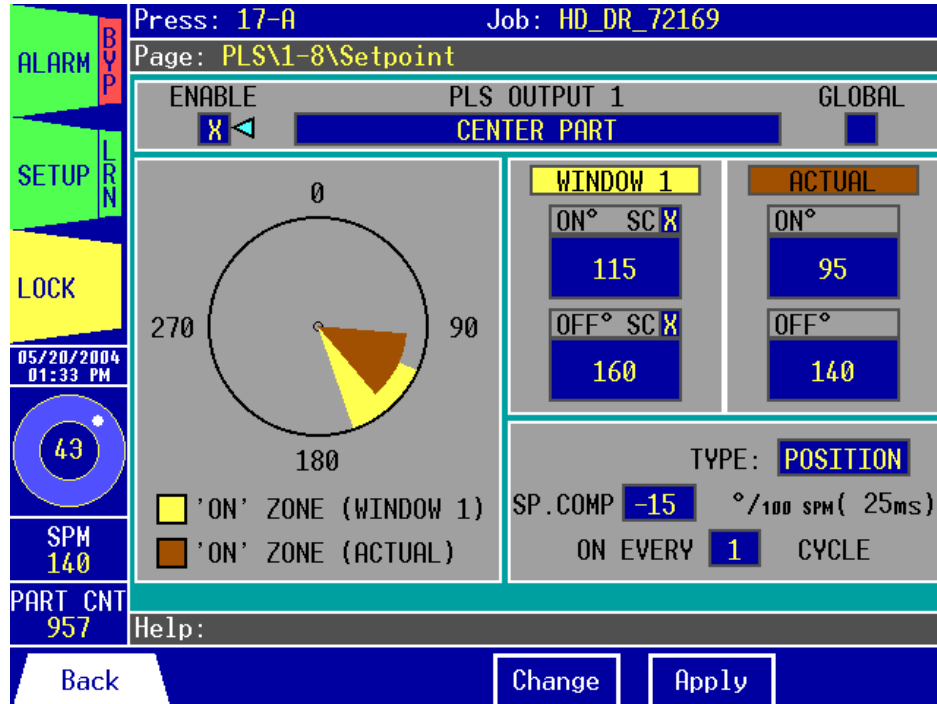 Press: 17-A Job: HD_DR_72169
Page: PLS\1-8\Setpoint
ALARM BYP
SETUP LRN
LOCK
05/20/2004
01:33 PM
43
SPM
140
PART CNT
957
ENABLE PLS OUTPUT 1 GLOBAL
X CENTER PART
0
90
180
270
'ON' ZONE (WINDOW 1)
'ON' ZONE (ACTUAL)
WINDOW 1
ON° SC X
115
OFF° SC X
160
ACTUAL
ON°
95
OFF°
140
TYPE: POSITION
SP.COMP -15 °/100 SPM( 25ms)
ON EVERY 1 CYCLE
Help:
Back Change Apply